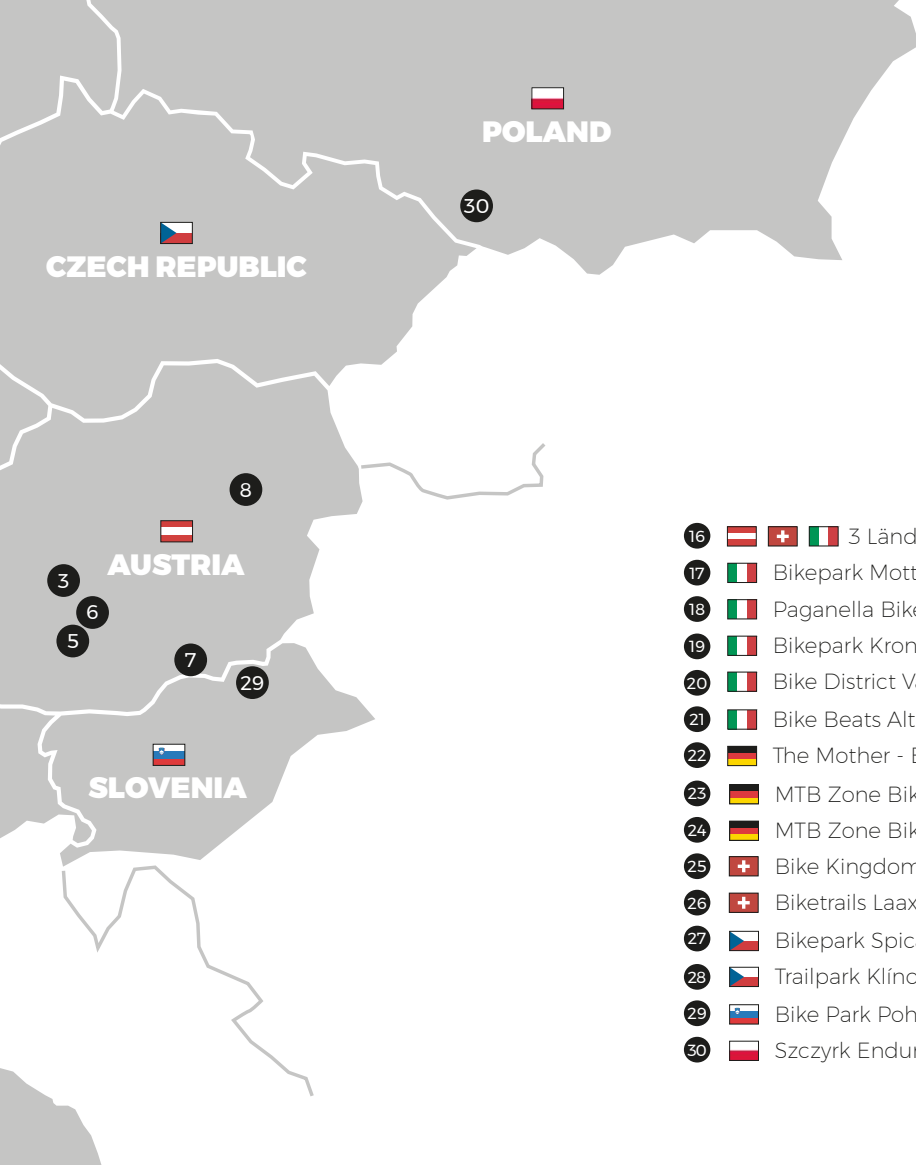 POLAND
30
CZECH REPUBLIC
8
AUSTRIA
3
6
5
7
29
SLOVENIA
16 3 Länd
17 Bikepark Mott
18 Paganella Bike
19 Bikepark Kron
20 Bike District V
21 Bike Beats Alt
22 The Mother -
23 MTB Zone Bik
24 MTB Zone Bik
25 Bike Kingdom
26 Biketrails Laax
27 Bikepark Spic
28 Trailpark Klíno
29 Bike Park Poh
30 Szczyrk Endur